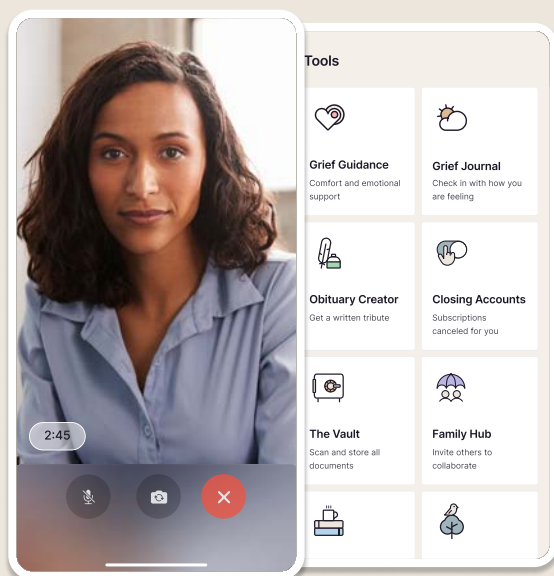 Tools
Grief Guidance
Comfort and emotional
support
Grief Journal
Check in with how you
are feeling
Obituary Creator
Get a written tribute
Closing Accounts
Subscriptions
canceled for you
The Vault
Scan and store all
documents
Family Hub
Invite others to
collaborate
2:45